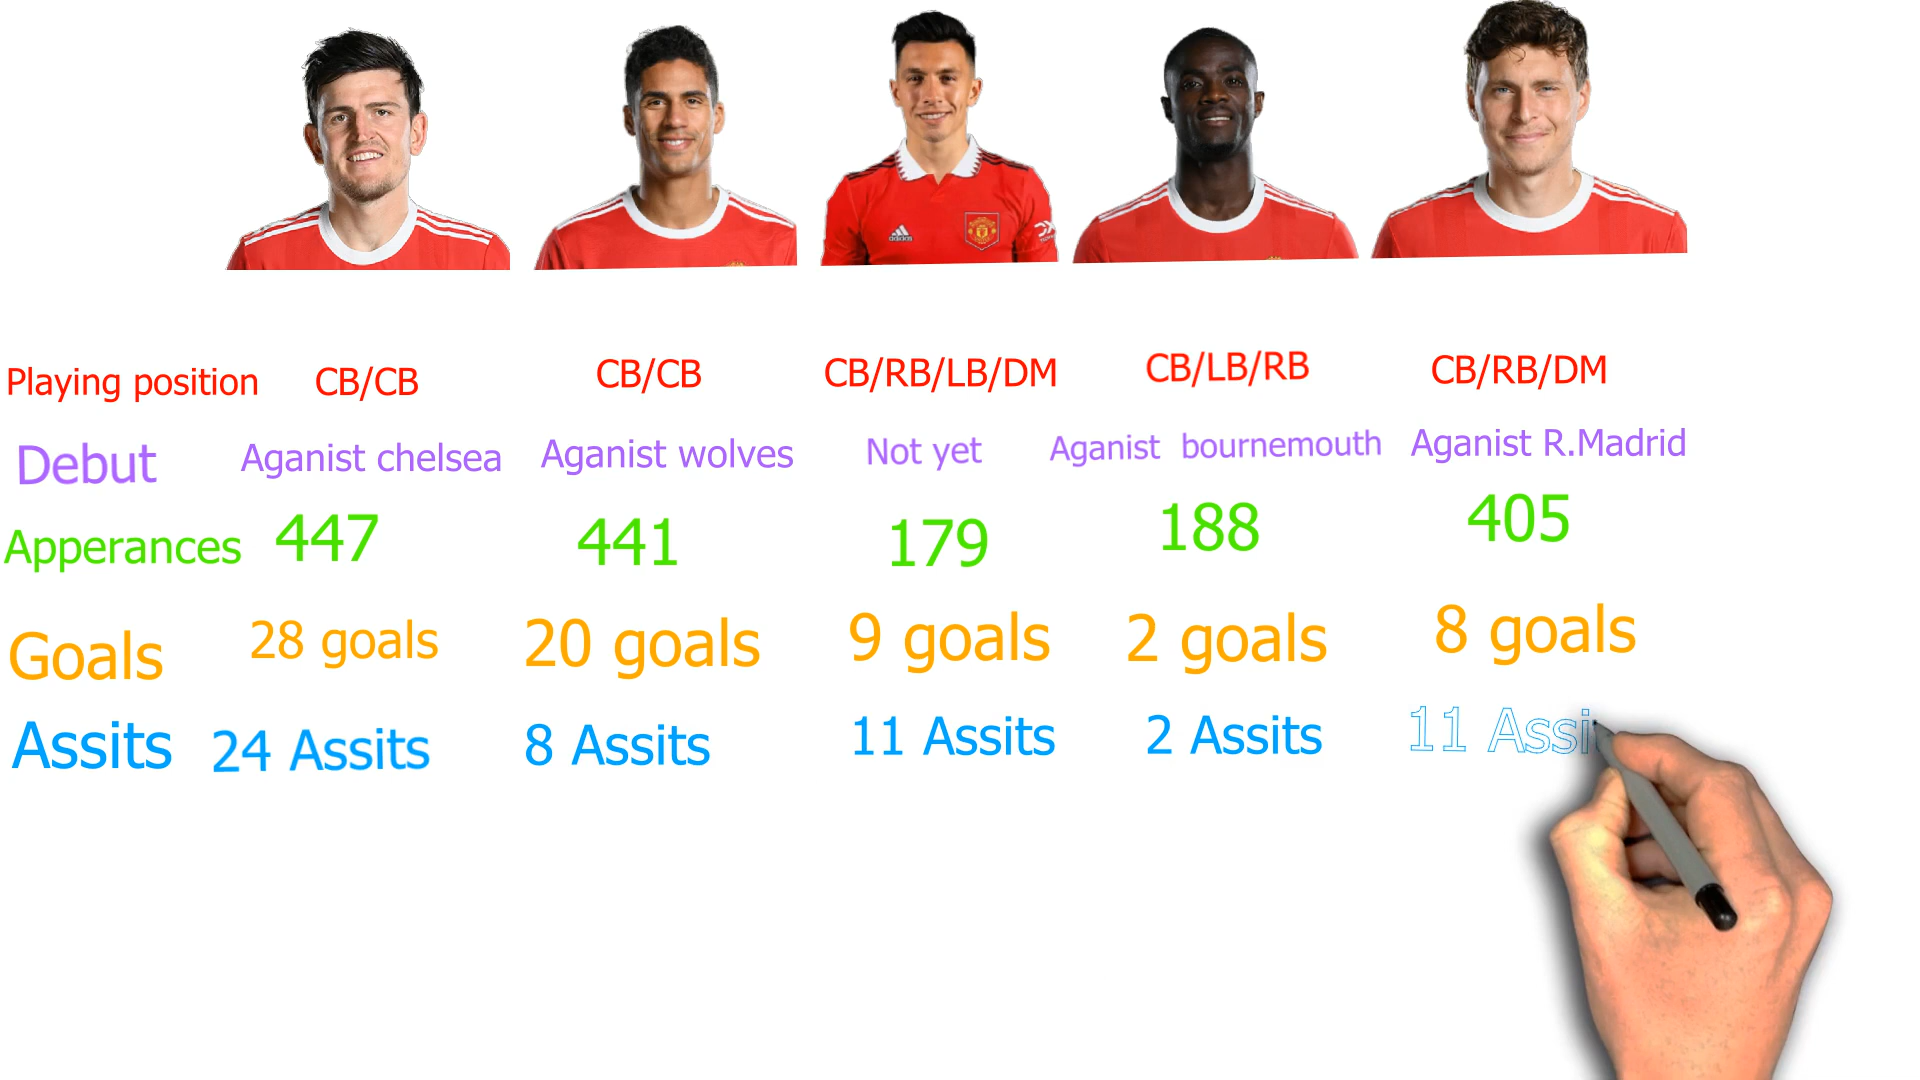 Playing position CB/CB CB/CB CB/RB/LB/DM CB/LB/RB CB/RB/DM
Debut Aganist chelsea Aganist wolves Not yet Aganist bournemouth Aganist R.Madrid
Apperances 447 441 179 188 405
Goals 28 goals 20 goals 9 goals 2 goals 8 goals
Assits 24 Assits 8 Assits 11 Assits 2 Assits 11 Assi
adidas